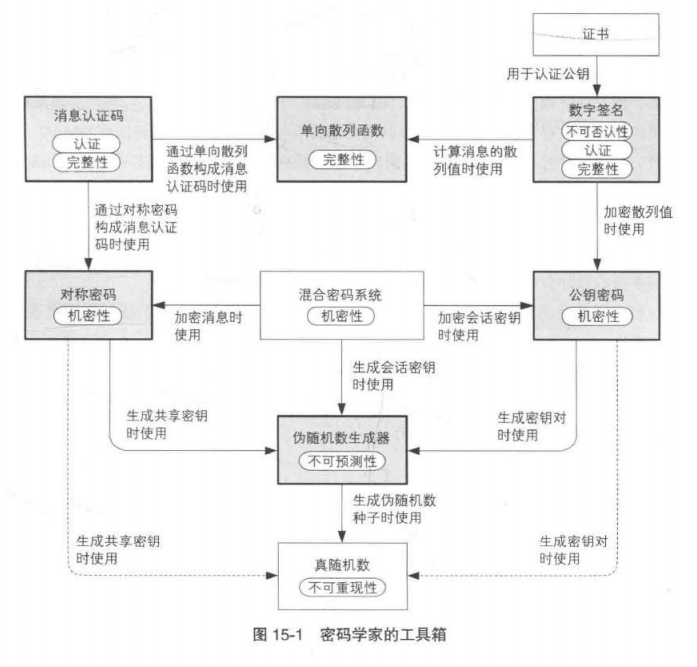 证书
用于认证公钥
消息认证码
认证
完整性
通过单向散列
函数构成消息
认证码时使用
单向散列函数
完整性
计算消息的散
列值时使用
数字签名
不可否认性
认证
完整性
通过对称密码
构成消息认证
码时使用
加密散列值
时使用
对称密码
机密性
加密消息时
使用
混合密码系统
机密性
加密会话密钥
时使用
公钥密码
机密性
生成会话密钥
时使用
生成共享密钥
时使用
伪随机数生成器
不可预测性
生成密钥对
时使用
生成伪随机数
种子时使用
生成共享密钥
时使用
真随机数
不可重现性
生成密钥对
时使用
图 15-1 密码学家的工具箱